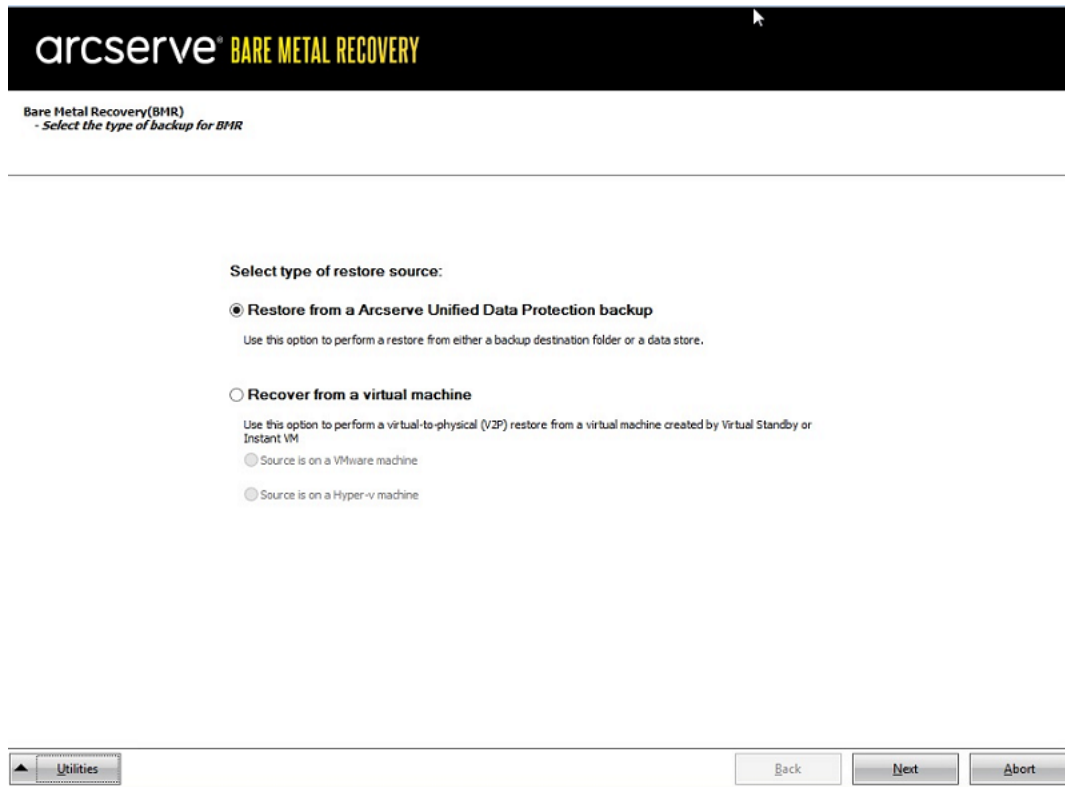 arcserve® BARE METAL RECOVERY
Bare Metal Recovery(BMR)
- Select the type of backup for BMR
Select type of restore source:
Restore from a Arcserve Unified Data Protection backup
Use this option to perform a restore from either a backup destination folder or a data store.
Recover from a virtual machine
Use this option to perform a virtual-to-physical (V2P) restore from a virtual machine created by Virtual Standby or
Instant VM
Source is on a VMware machine
Source is on a Hyper-v machine
Utilities
Back
Next
Abort